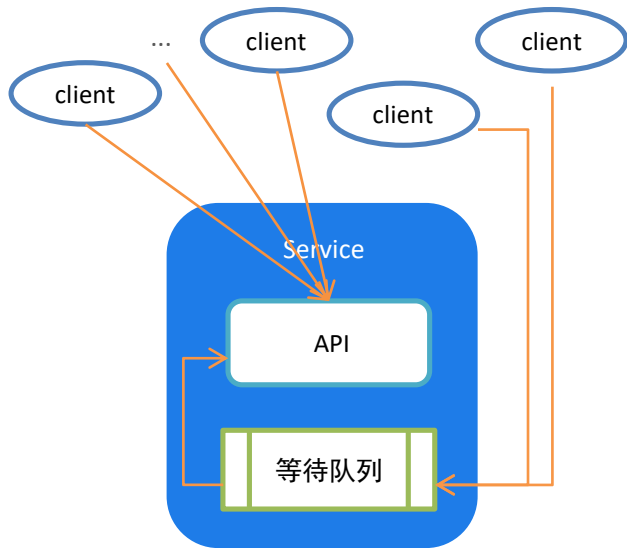 ...
client
client
client
client
Service
API
等待队列